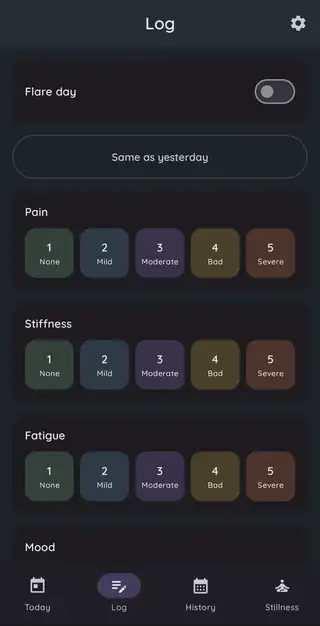 Log
Flare day
Same as yesterday
Pain
1 2 3 4 5
None Mild Moderate Bad Severe
Stiffness
1 2 3 4 5
None Mild Moderate Bad Severe
Fatigue
1 2 3 4 5
None Mild Moderate Bad Severe
Mood
Today Log History Stillness